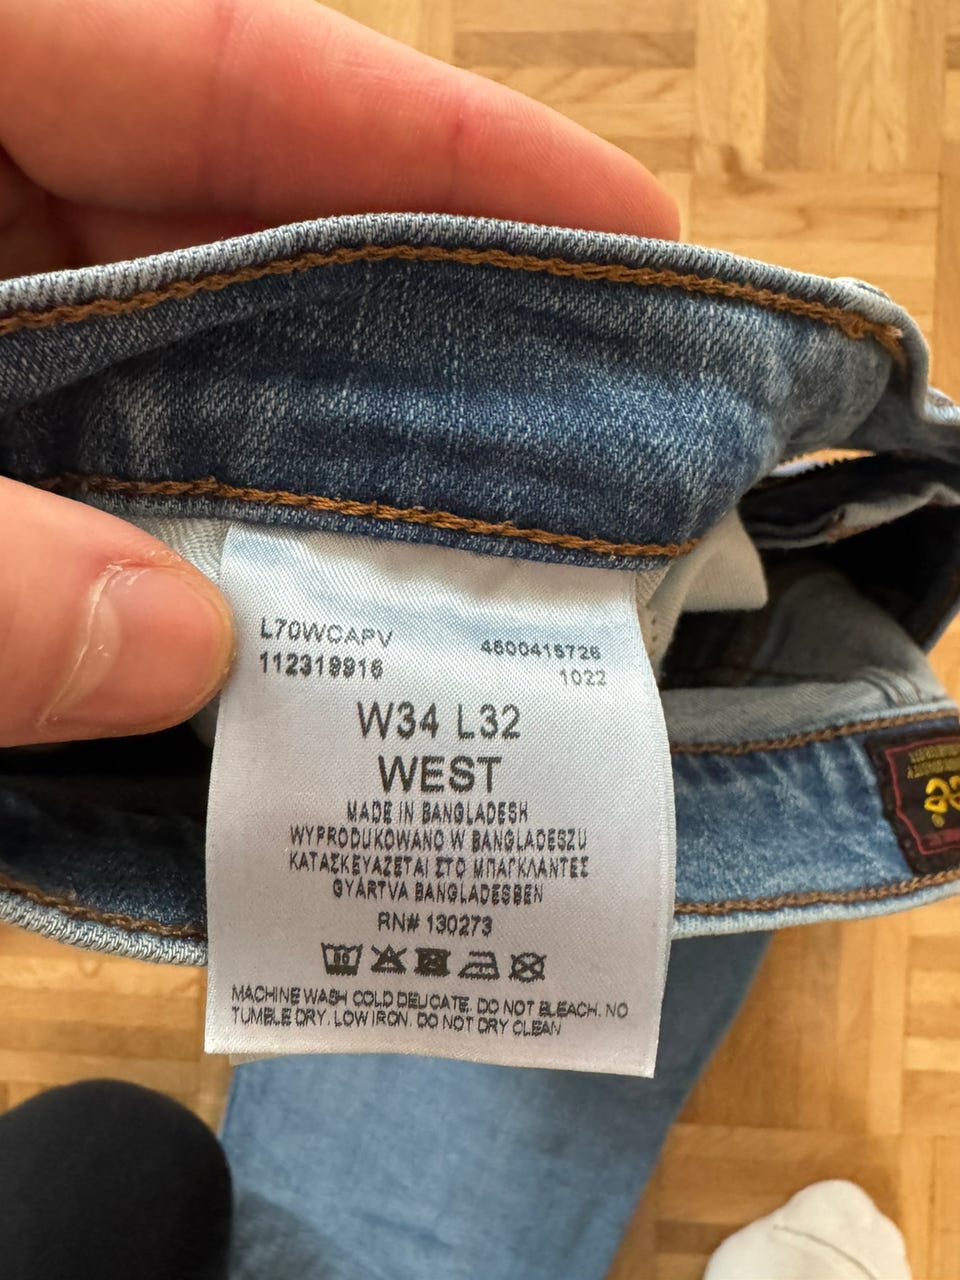 L70WCAPV
112319916
4500415726
1022
W34 L32
WEST
MADE IN BANGLADESH
WYPRODUKOWANO W BANGLADESZU
ΚΑΤΑΣΚΕΥΑΖΕΤΑΙ ΣΤΟ ΜΠΑΓΚΛΑΝΤΕΣ
GYÁRTVA BANGLADESBEN
RN# 130273
MACHINE WASH COLD DELICATE. DO NOT BLEACH. NO
TUMBLE DRY. LOW IRON. DO NOT DRY CLEAN